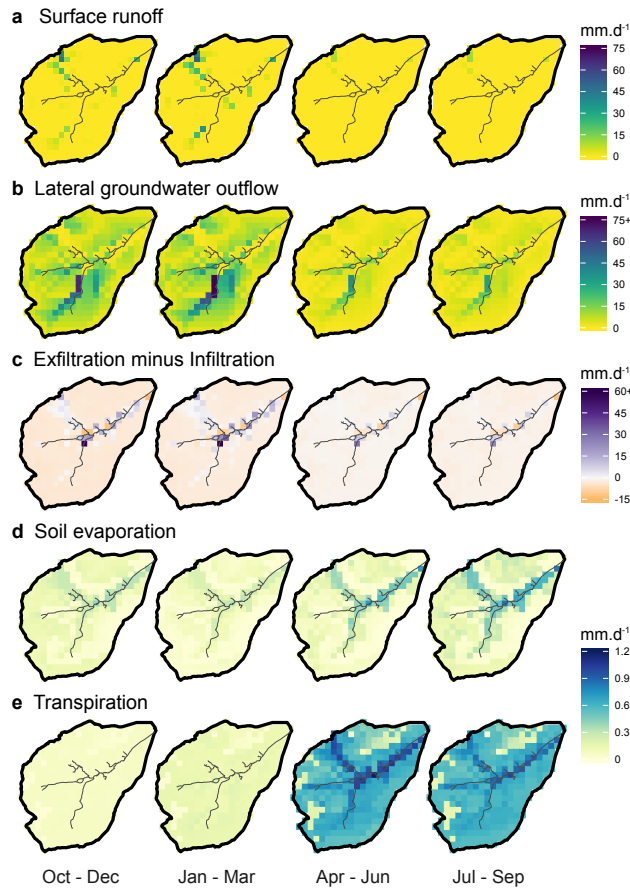 a Surface runoff
mm.d⁻¹
75
60
45
30
15
0
b Lateral groundwater outflow
mm.d⁻¹
75+
60
45
30
15
0
c Exfiltration minus Infiltration
mm.d⁻¹
60+
45
30
15
0
-15
d Soil evaporation
mm.d⁻¹
1.2
0.9
0.6
0.3
0
e Transpiration
Oct - Dec
Jan - Mar
Apr - Jun
Jul - Sep